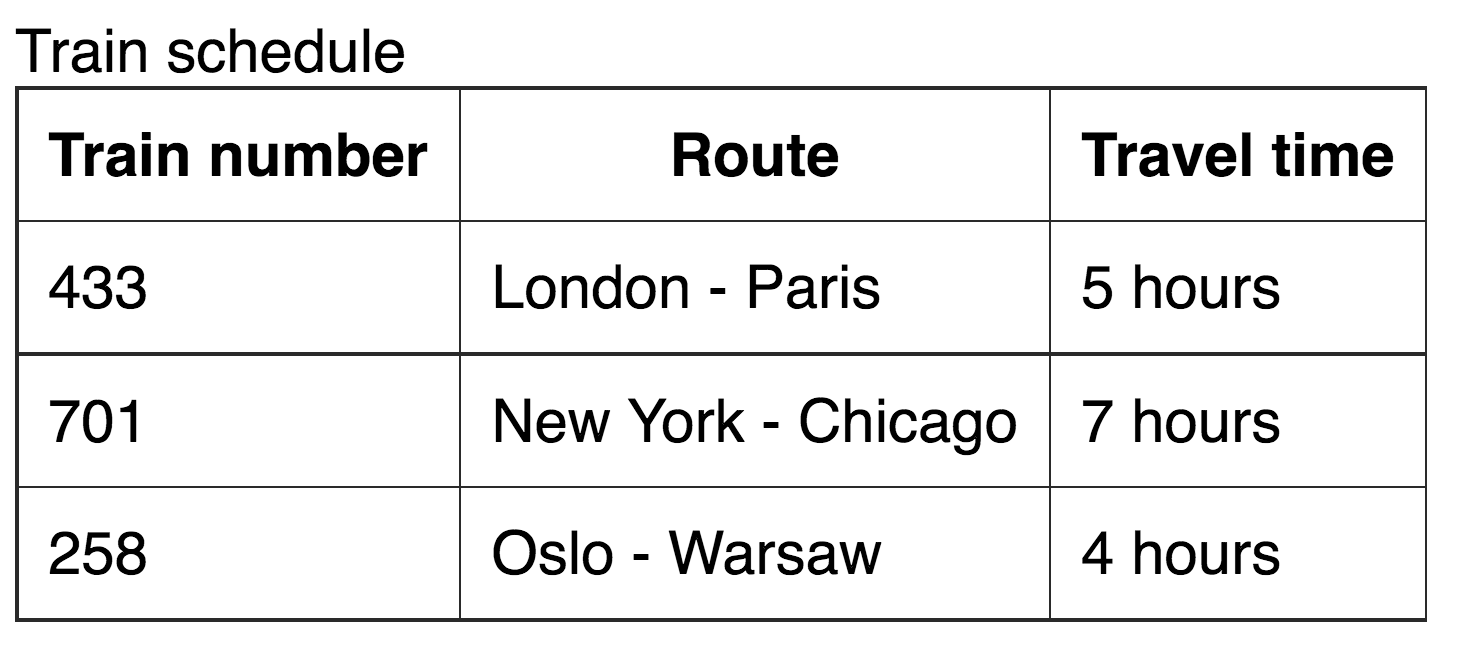 Train schedule
Train number Route Travel time
433 London - Paris 5 hours
701 New York - Chicago 7 hours
258 Oslo - Warsaw 4 hours